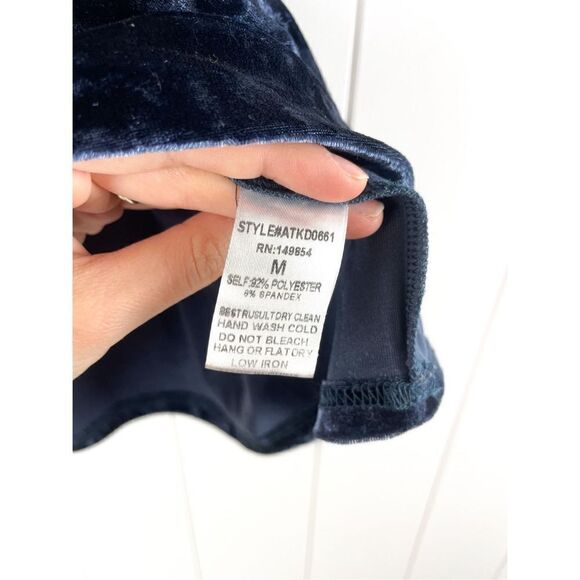 STYLE#ATKD0661
RN:149854
M
SELF:92% POLYESTER
8% SPANDEX
BESTRUSULTDRY CLEAN
HAND WASH COLD
DO NOT BLEACH
HANG OR FLATDRY
LOW IRON